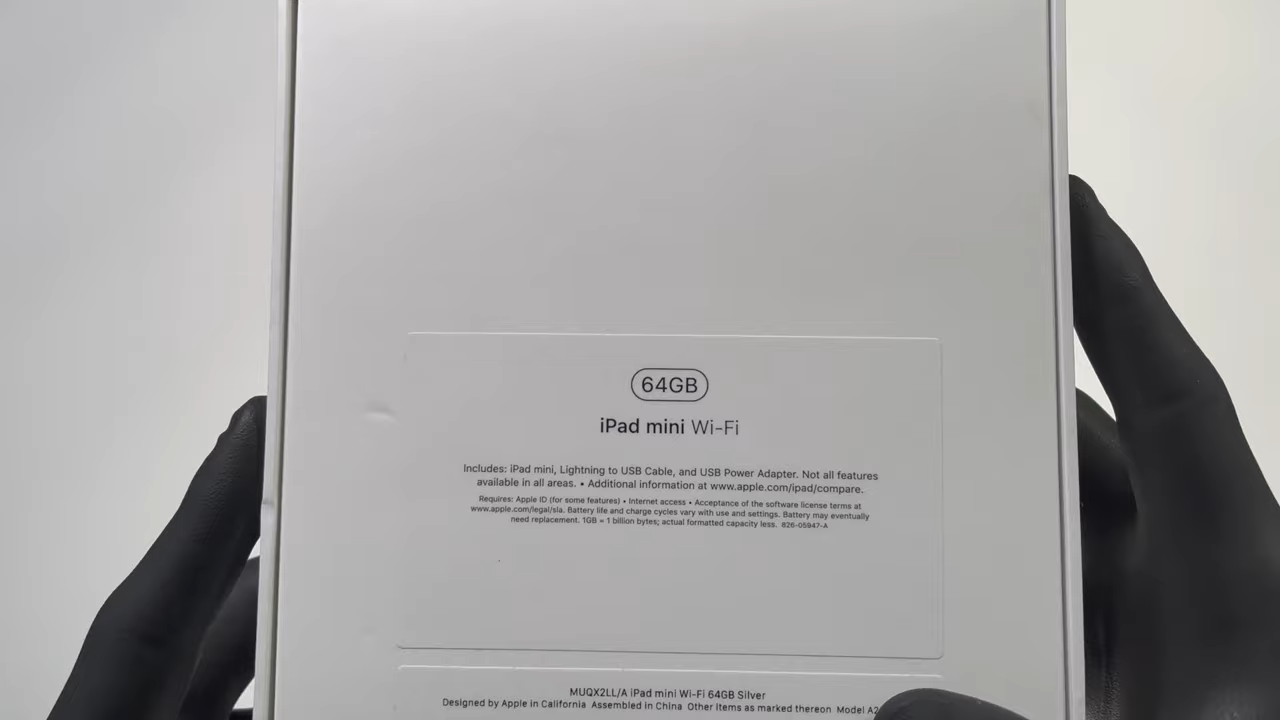 64GB
iPad mini Wi-Fi
Includes: iPad mini, Lightning to USB Cable, and USB Power Adapter. Not all features
available in all areas. • Additional information at www.apple.com/ipad/compare.
Requires: Apple ID (for some features) • Internet access • Acceptance of the software license terms at
www.apple.com/legal/sla. Battery life and charge cycles vary with use and settings. Battery may eventually
need replacement. 1GB = 1 billion bytes; actual formatted capacity less. 826-05947-A
MUQX2LL/A iPad mini Wi-Fi 64GB Silver
Designed by Apple in California Assembled in China Other Items as marked thereon Model